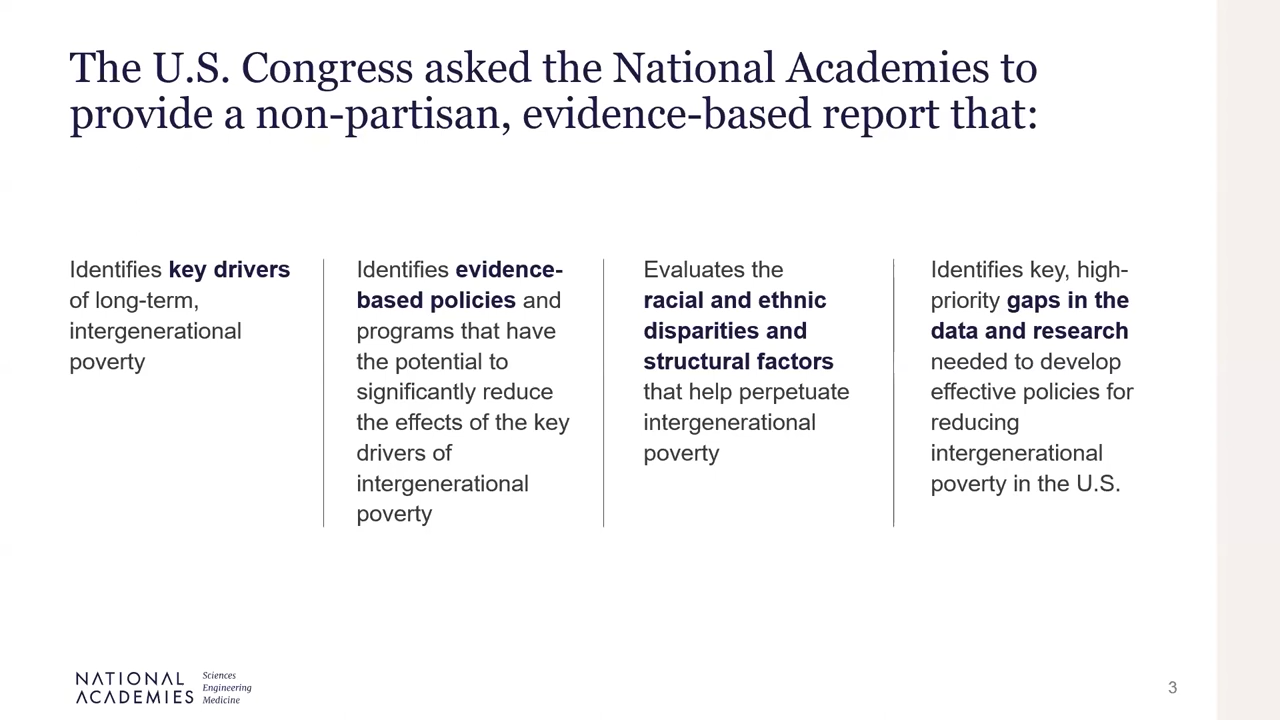 The U.S. Congress asked the National Academies to
provide a non-partisan, evidence-based report that:
Identifies key drivers
of long-term,
intergenerational
poverty
Identifies evidence-
based policies and
programs that have
the potential to
significantly reduce
the effects of the key
drivers of
intergenerational
poverty
Evaluates the
racial and ethnic
disparities and
structural factors
that help perpetuate
intergenerational
poverty
Identifies key, high-
priority gaps in the
data and research
needed to develop
effective policies for
reducing
intergenerational
poverty in the U.S.
NATIONAL
ACADEMIES
Sciences
Engineering
Medicine
3